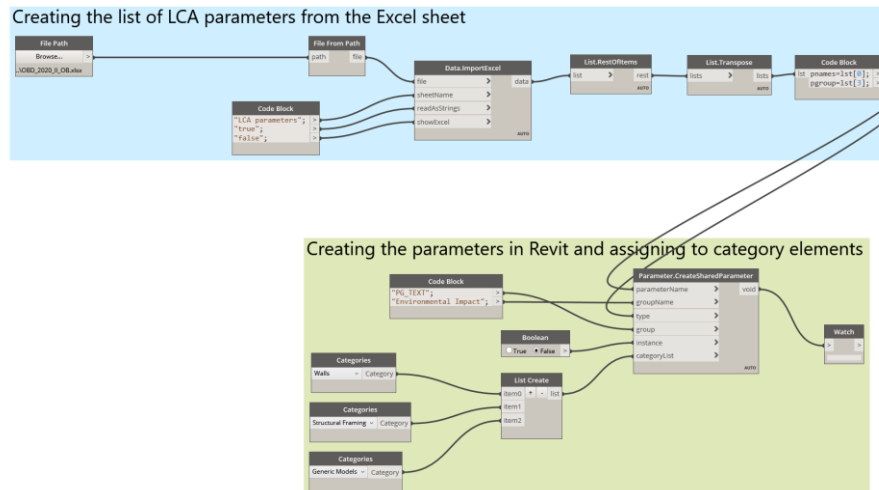 Creating the list of LCA parameters from the Excel sheet
File Path
Browse... >
..\OBD_2020_II_OB.xlsx
File From Path
path file
Data.ImportExcel
file > data
sheetName >
readAsStrings >
showExcel >
AUTO
Code Block
"LCA parameters"; >
"true"; >
"false"; >
List.RestOfItems
list > rest
AUTO
List.Transpose
lists > lists
AUTO
Code Block
lst pnames=lst[0]; >
pgroup=lst[3]; >
Creating the parameters in Revit and assigning to category elements
Code Block
"PG_TEXT"; >
"Environmental Impact"; >
Parameter.CreateSharedParameter
parameterName > void
groupName >
type >
group >
instance >
categoryList >
AUTO
Boolean
True False >
Watch
> >
Categories
Walls Category
Categories
Structural Framing Category
Categories
Generic Models Category
List Create
item0 + - list
item1
item2